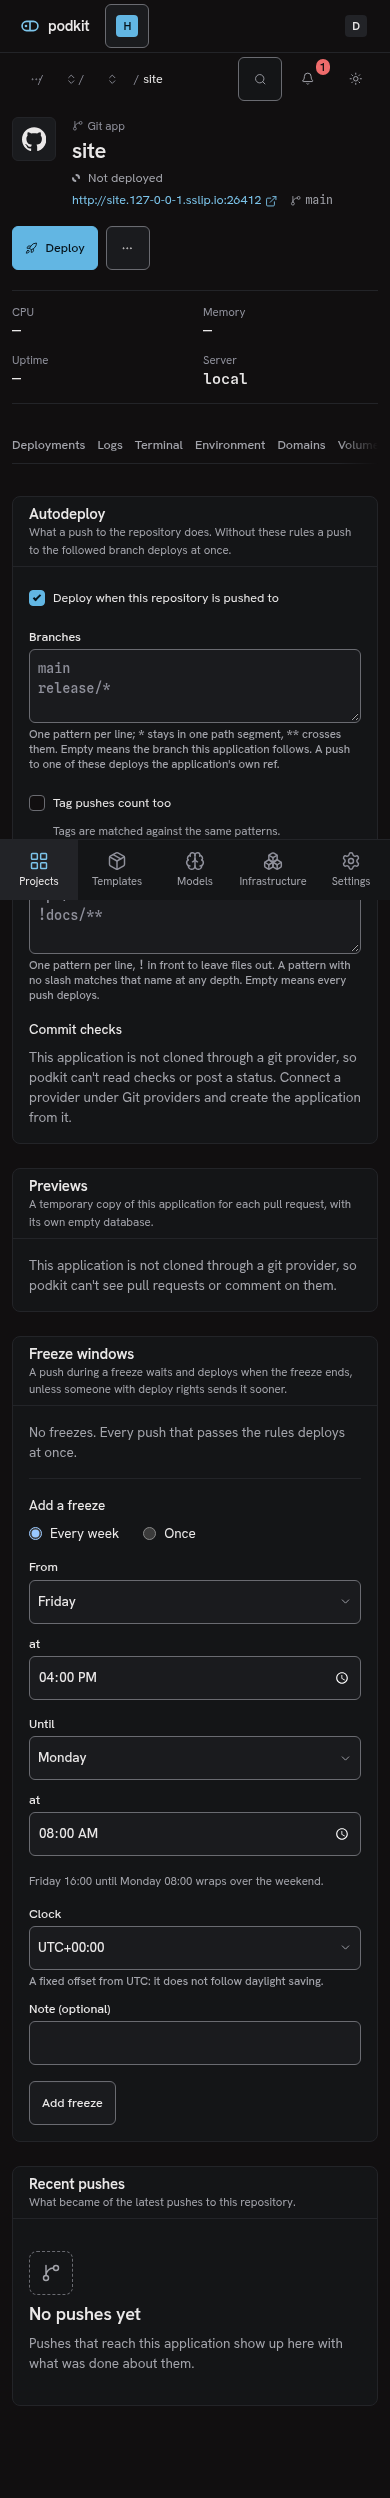 podkit H D
··/ / / site 1
Git app
site
Not deployed
http://site.127-0-0-1.sslip.io:26412 main
Deploy ···
CPU Memory
— —
Uptime Server
— local
Deployments Logs Terminal Environment Domains Volume
Autodeploy
What a push to the repository does. Without these rules a push
to the followed branch deploys at once.
Deploy when this repository is pushed to
Branches
main
release/*
One pattern per line; * stays in one path segment, ** crosses
them. Empty means the branch this application follows. A push
to one of these deploys the application's own ref.
Tag pushes count too
Tags are matched against the same patterns.
Projects Templates Models Infrastructure Settings
!docs/**
One pattern per line, ! in front to leave files out. A pattern with
no slash matches that name at any depth. Empty means every
push deploys.
Commit checks
This application is not cloned through a git provider, so
podkit can't read checks or post a status. Connect a
provider under Git providers and create the application
from it.
Previews
A temporary copy of this application for each pull request, with
its own empty database.
This application is not cloned through a git provider, so
podkit can't see pull requests or comment on them.
Freeze windows
A push during a freeze waits and deploys when the freeze ends,
unless someone with deploy rights sends it sooner.
No freezes. Every push that passes the rules deploys
at once.
Add a freeze
Every week Once
From
Friday
at
04:00 PM
Until
Monday
at
08:00 AM
Friday 16:00 until Monday 08:00 wraps over the weekend.
Clock
UTC+00:00
A fixed offset from UTC: it does not follow daylight saving.
Note (optional)
Add freeze
Recent pushes
What became of the latest pushes to this repository.
No pushes yet
Pushes that reach this application show up here with
what was done about them.